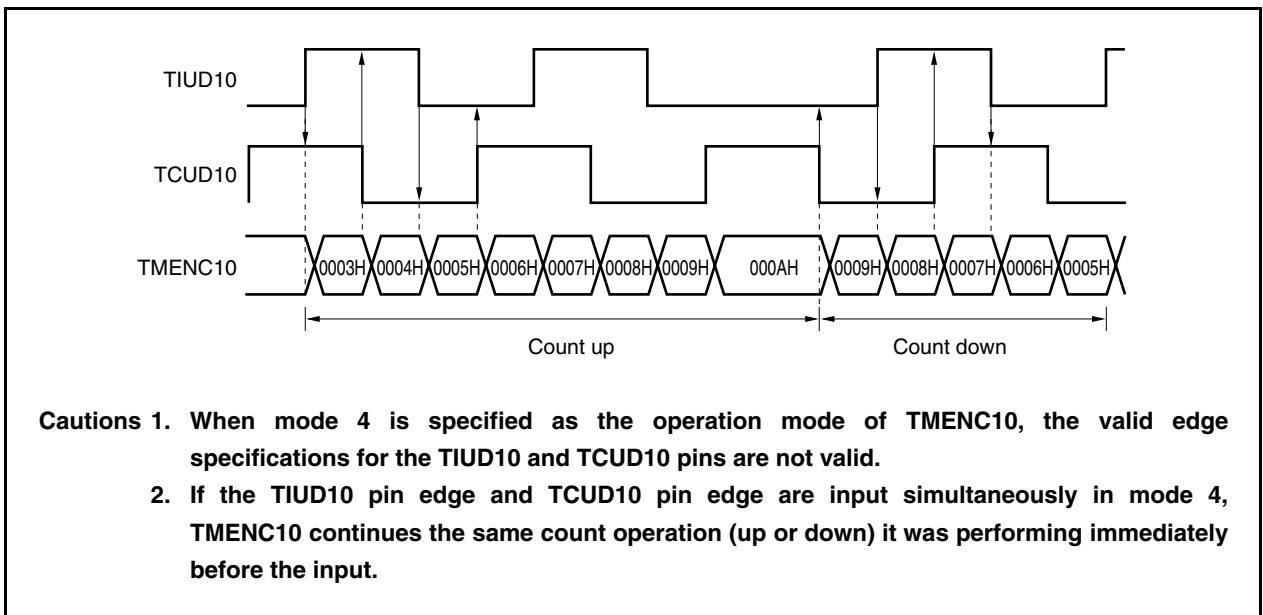 TIUD10
TCUD10
TMENC10 0003H 0004H 0005H 0006H 0007H 0008H 0009H 000AH 0009H 0008H 0007H 0006H 0005H
Count up Count down
Cautions 1. When mode 4 is specified as the operation mode of TMENC10, the valid edge
specifications for the TIUD10 and TCUD10 pins are not valid.
2. If the TIUD10 pin edge and TCUD10 pin edge are input simultaneously in mode 4,
TMENC10 continues the same count operation (up or down) it was performing immediately
before the input.